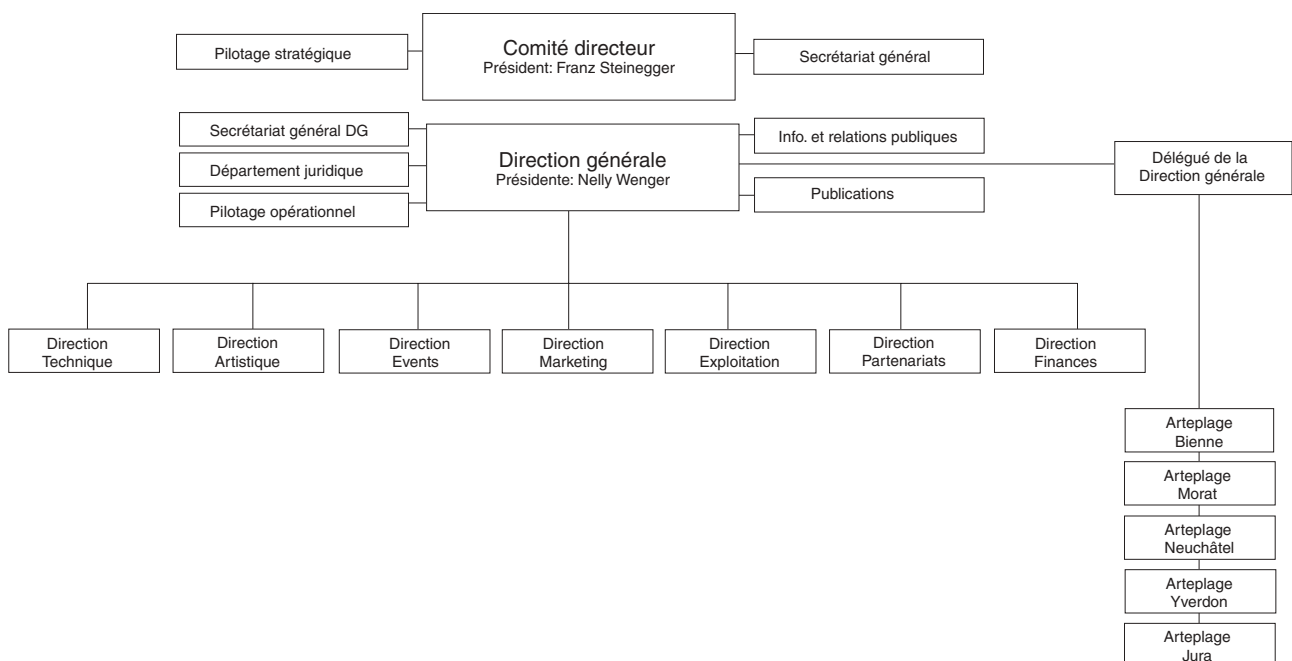 Pilotage stratégique
Comité directeur
Président: Franz Steinegger
Secrétariat général
Secrétariat général DG
Département juridique
Pilotage opérationnel
Direction générale
Présidente: Nelly Wenger
Info. et relations publiques
Publications
Délégué de la
Direction générale
Direction
Technique
Direction
Artistique
Direction
Events
Direction
Marketing
Direction
Exploitation
Direction
Partenariats
Direction
Finances
Arteplage
Bienne
Arteplage
Morat
Arteplage
Neuchâtel
Arteplage
Yverdon
Arteplage
Jura